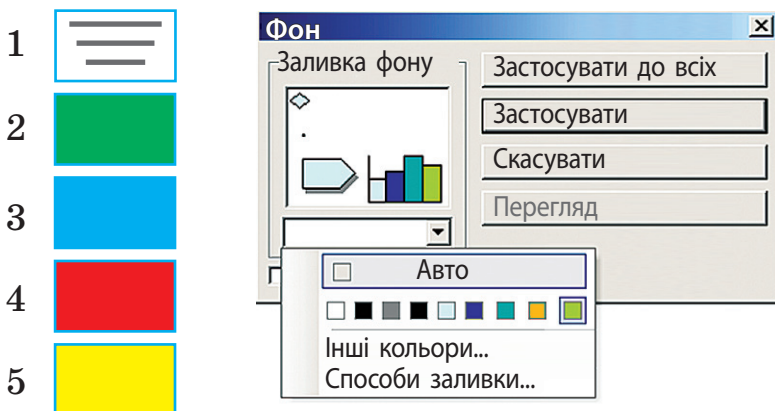 1
2
3
4
5
Фон
Заливка фону
Застосувати до всіх
Застосувати
Скасувати
Перегляд
Авто
Інші кольори...
Способи заливки...